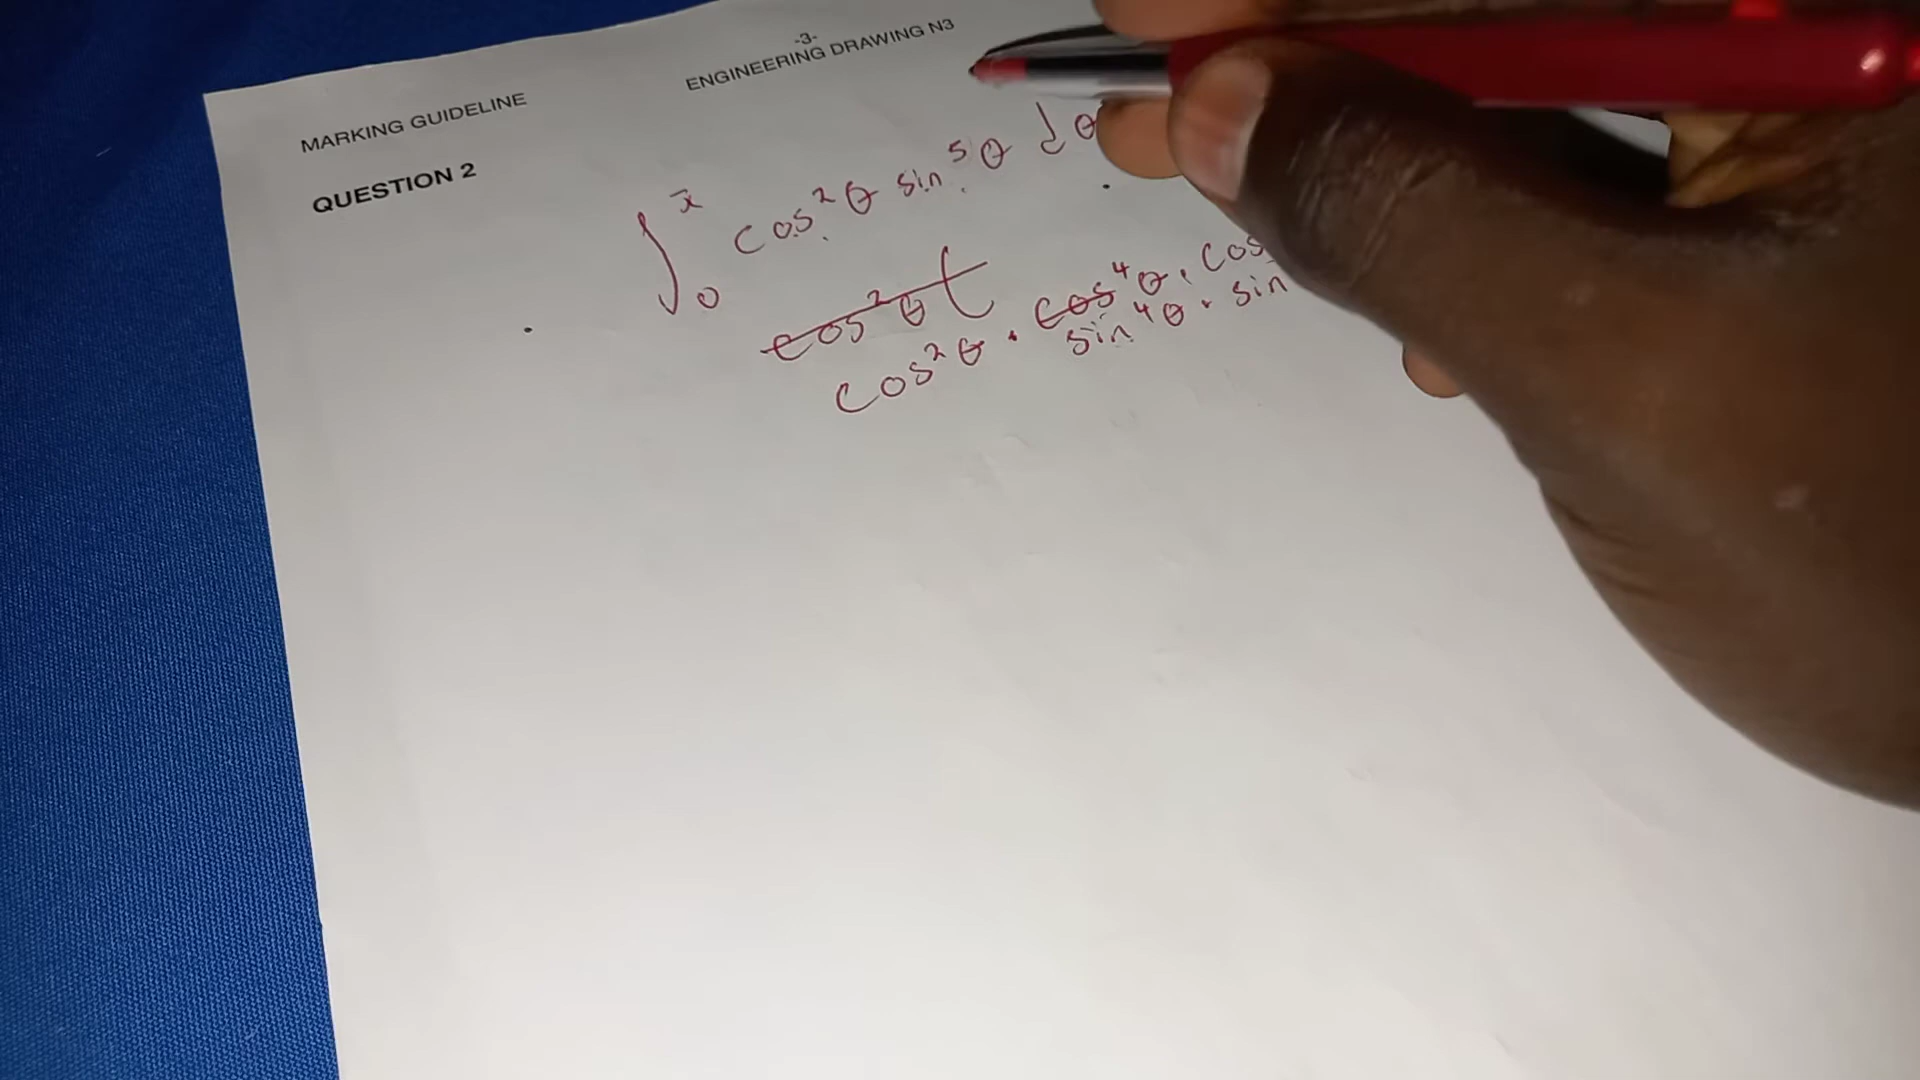 -3-
MARKING GUIDELINE ENGINEERING DRAWING N3
QUESTION 2
∫₀^π cos²θ sin⁵θ dθ
cos²θ (
cos²θ · cos⁴θ · cos
sin⁴θ · sin